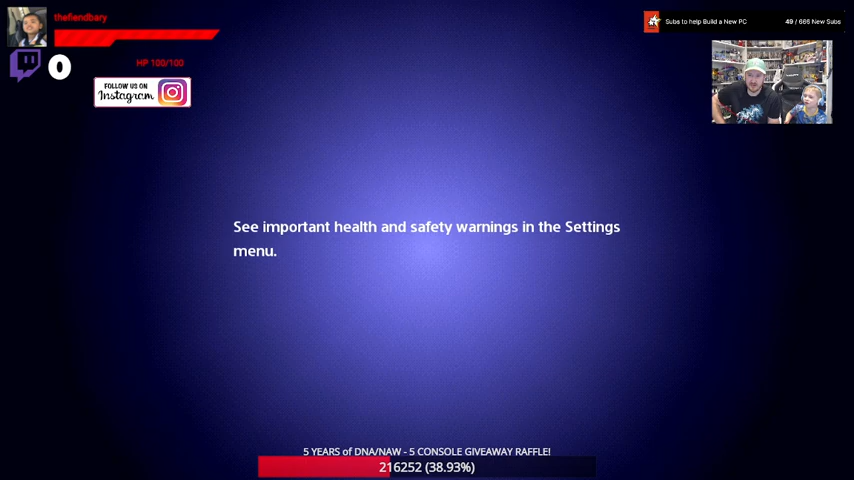 thefiendbary
HP 100/100
0
FOLLOW US ON
Instagram
Subs to help Build a New PC
49 / 666 New Subs
See important health and safety warnings in the Settings
menu.
5 YEARS of DNA/NAW - 5 CONSOLE GIVEAWAY RAFFLE!
216252 (38.93%)